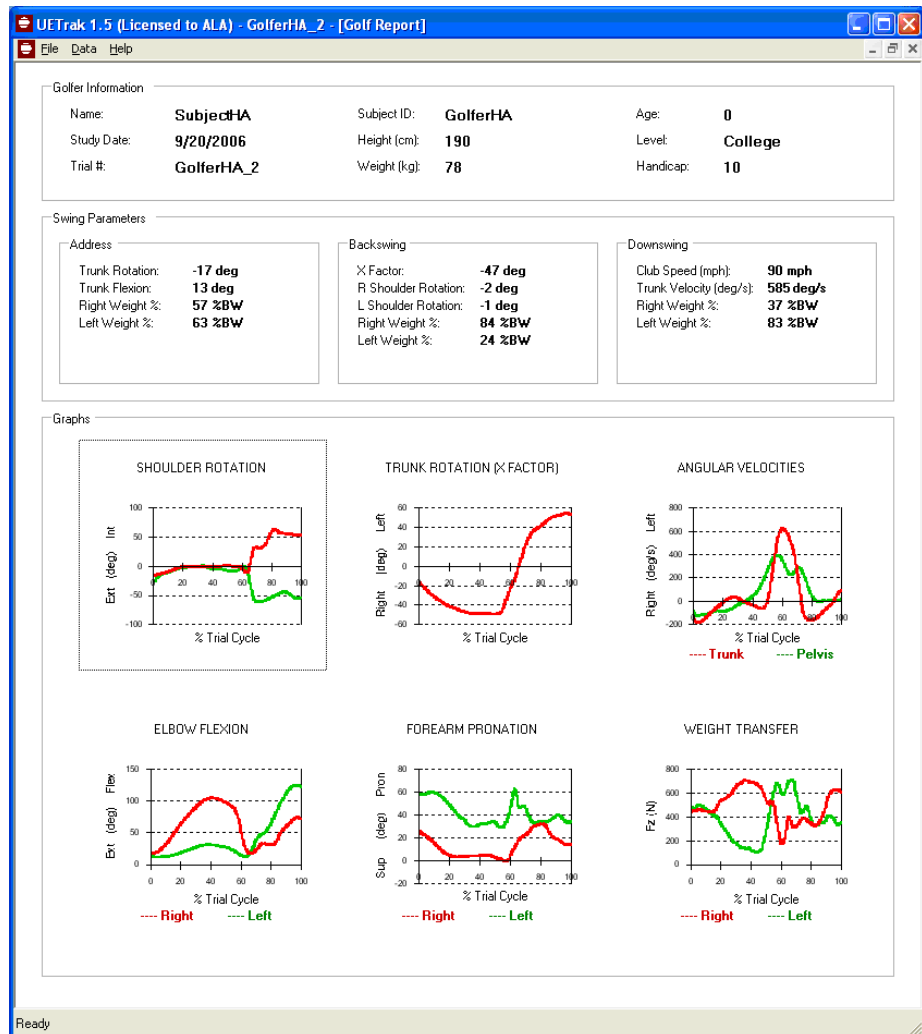 UETrak 1.5 (Licensed to ALA) - GolferHA_2 - [Golf Report]
File Data Help
Golfer Information
Name: SubjectHA Subject ID: GolferHA Age: 0
Study Date: 9/20/2006 Height (cm): 190 Level: College
Trial #: GolferHA_2 Weight (kg): 78 Handicap: 10
Swing Parameters
Address
Trunk Rotation: -17 deg
Trunk Flexion: 13 deg
Right Weight %: 57 %BW
Left Weight %: 63 %BW
Backswing
X Factor: -47 deg
R Shoulder Rotation: -2 deg
L Shoulder Rotation: -1 deg
Right Weight %: 84 %BW
Left Weight %: 24 %BW
Downswing
Club Speed (mph): 90 mph
Trunk Velocity (deg/s): 585 deg/s
Right Weight %: 37 %BW
Left Weight %: 83 %BW
Graphs
SHOULDER ROTATION
Ext (deg) Int
100
50
0
-50
-100
0 20 40 60 80 100
% Trial Cycle
TRUNK ROTATION (X FACTOR)
Right (deg) Left
60
40
20
0
-20
-40
-60
0 20 40 60 80 100
% Trial Cycle
ANGULAR VELOCITIES
Right (deg/s) Left
800
600
400
200
0
-200
0 20 40 60 80 100
% Trial Cycle
---- Trunk ---- Pelvis
ELBOW FLEXION
Ext (deg) Flex
150
100
50
0
0 20 40 60 80 100
% Trial Cycle
---- Right ---- Left
FOREARM PRONATION
Sup (deg) Pron
80
60
40
20
0
-20
0 20 40 60 80 100
% Trial Cycle
---- Right ---- Left
WEIGHT TRANSFER
Fz (N)
800
600
400
200
0
0 20 40 60 80 100
% Trial Cycle
---- Right ---- Left
Ready